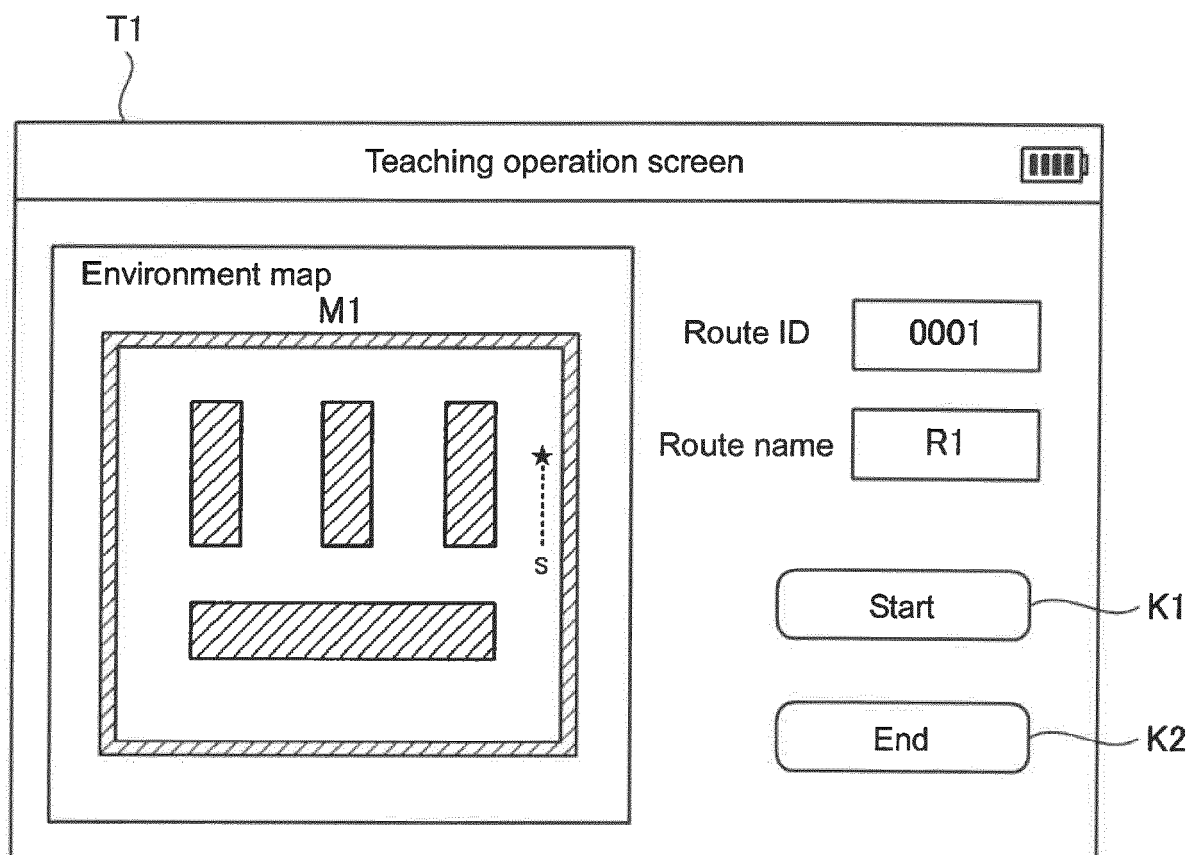 T1
Teaching operation screen
Environment map
M1
S
Route ID
0001
Route name
R1
Start
K1
End
K2